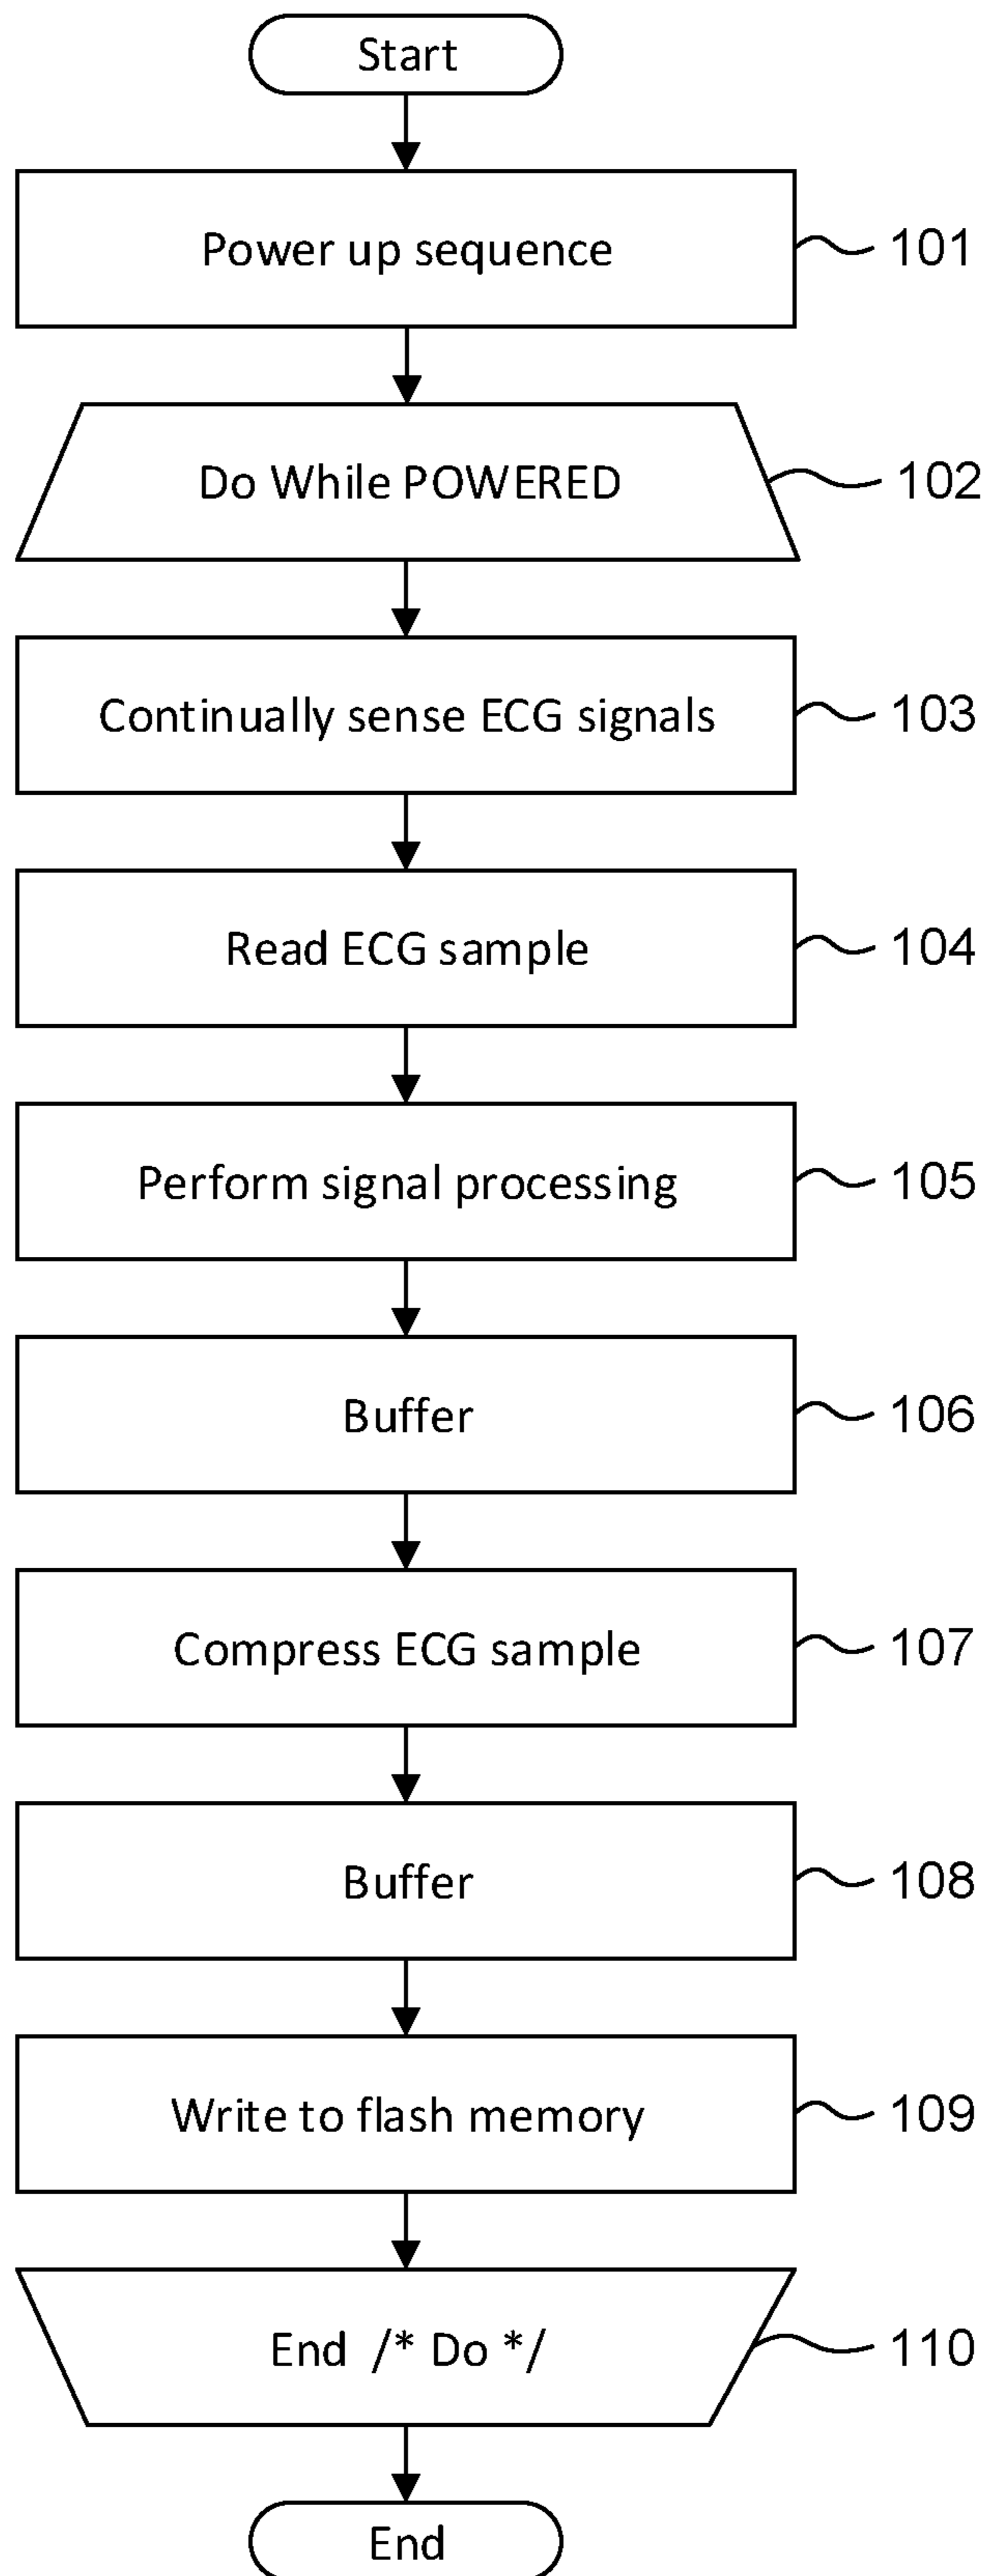 Start
Power up sequence 101
Do While POWERED 102
Continually sense ECG signals 103
Read ECG sample 104
Perform signal processing 105
Buffer 106
Compress ECG sample 107
Buffer 108
Write to flash memory 109
End /* Do */ 110
End